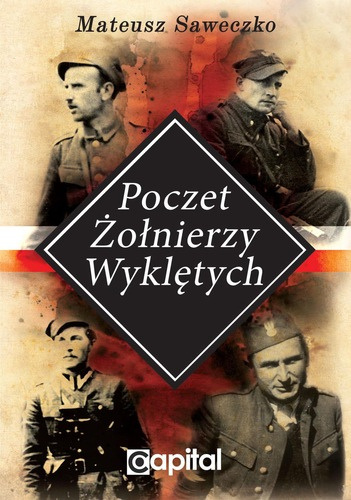 Mateusz Saweczko
Poczet
Żołnierzy
Wyklętych
Capital